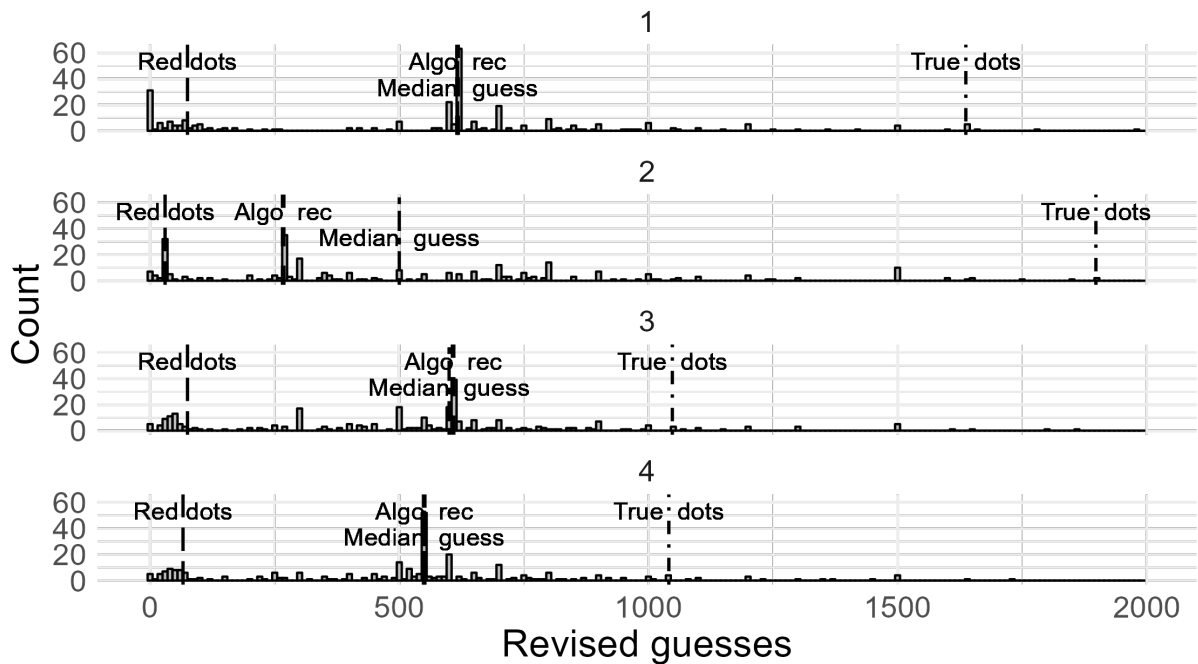 1
60
40
20
0
Red dots
Algo rec
Median guess
True dots
2
60
40
20
0
Red dots
Algo rec
Median guess
True dots
3
60
40
20
0
Red dots
Algo rec
Median guess
True dots
4
60
40
20
0
Red dots
Algo rec
Median guess
True dots
0 500 1000 1500 2000
Revised guesses
Count